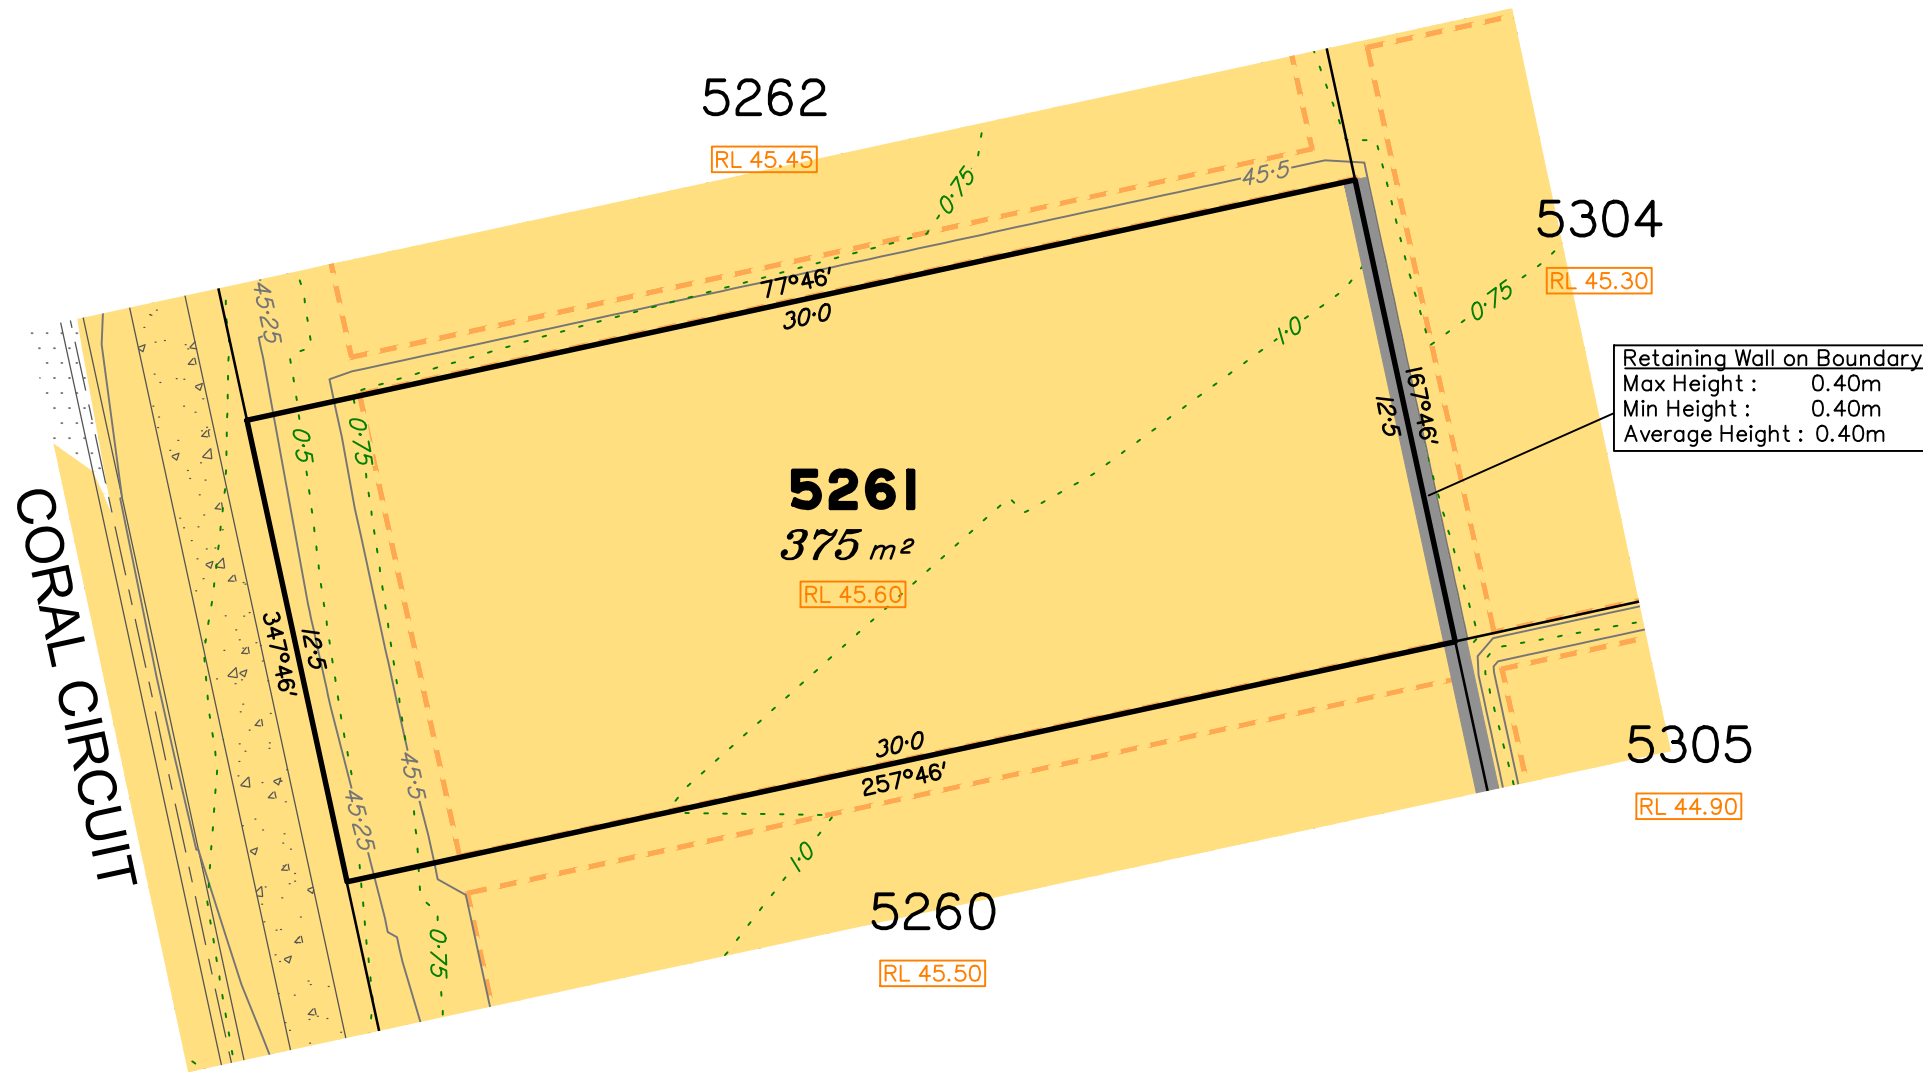 5262
RL 45.45
0·75
45·5
5304
RL 45.30
0·75
77°46'
30·0
1·0
45·25
0·5
0·75
Retaining Wall on Boundary
Max Height : 0.40m
Min Height : 0.40m
Average Height : 0.40m
167°46'
12·5
5261
375 m²
RL 45.60
CORAL CIRCUIT
347°46'
12·5
45·25
45·5
30·0
257°46'
1·0
0·75
5260
RL 45.50
5305
RL 44.90